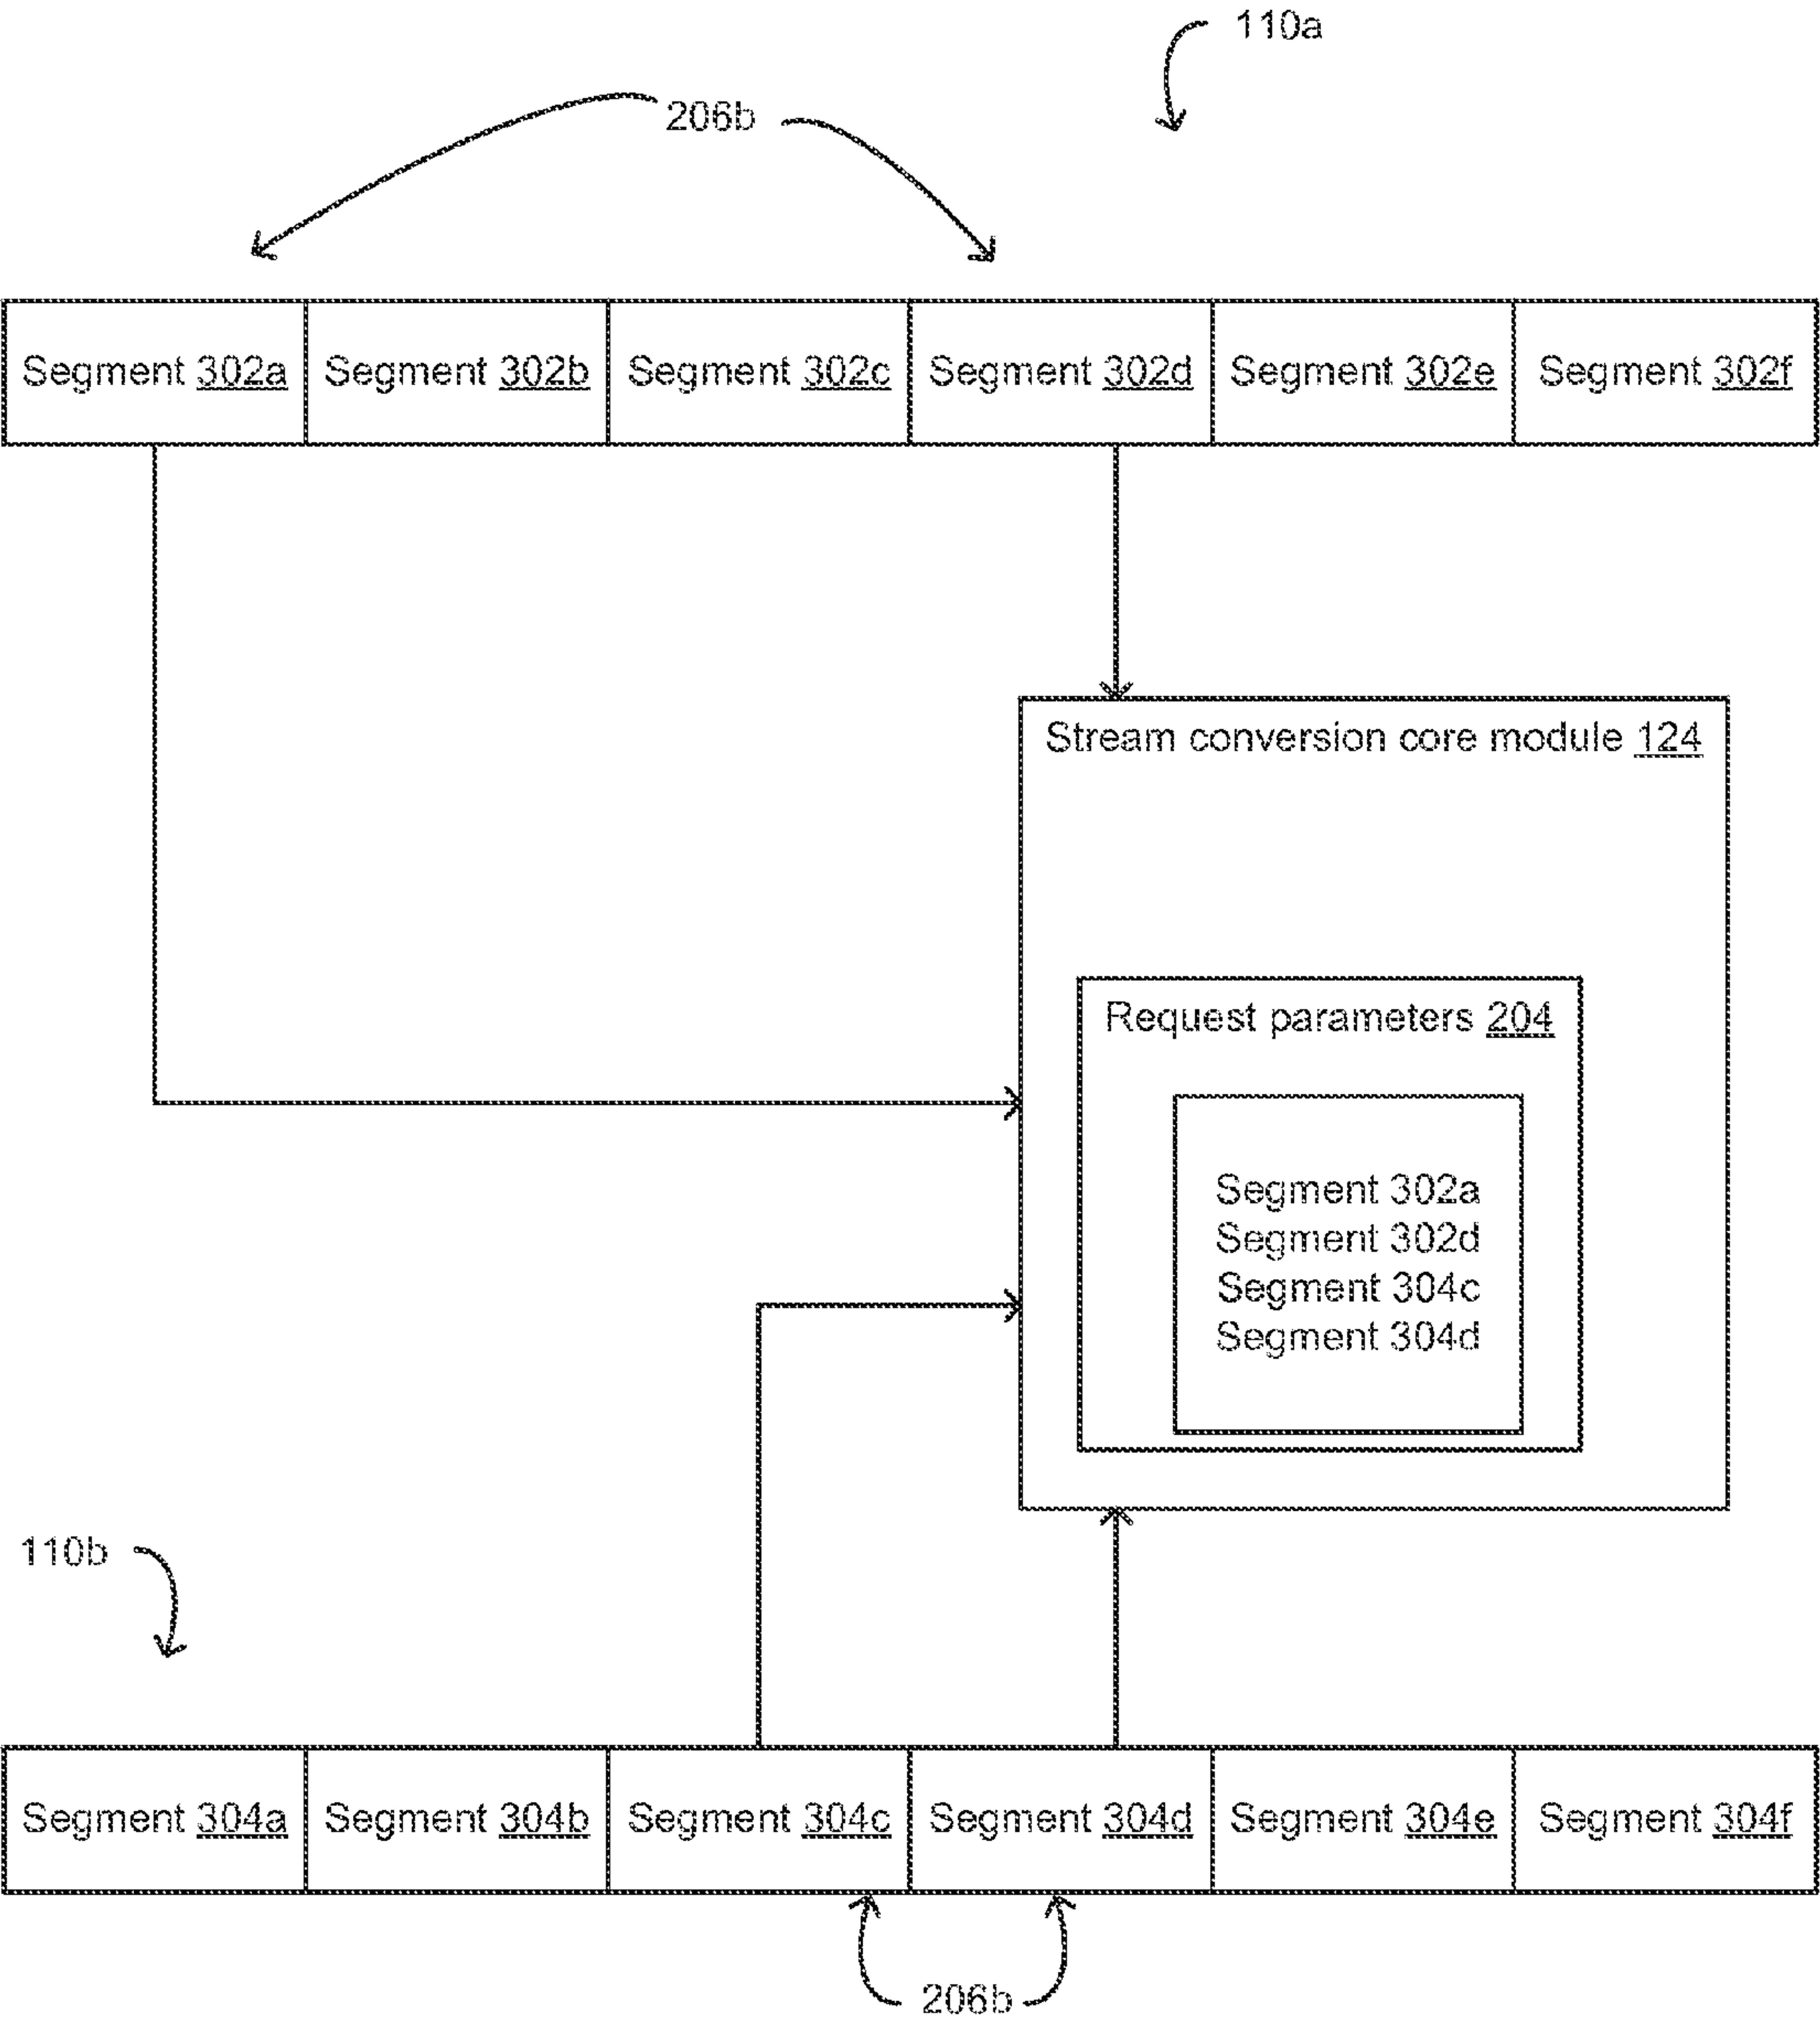 110a
206b
Segment 302a
Segment 302b
Segment 302c
Segment 302d
Segment 302e
Segment 302f
Stream conversion core module 124
Request parameters 204
Segment 302a
Segment 302d
Segment 304c
Segment 304d
110b
Segment 304a
Segment 304b
Segment 304c
Segment 304d
Segment 304e
Segment 304f
206b